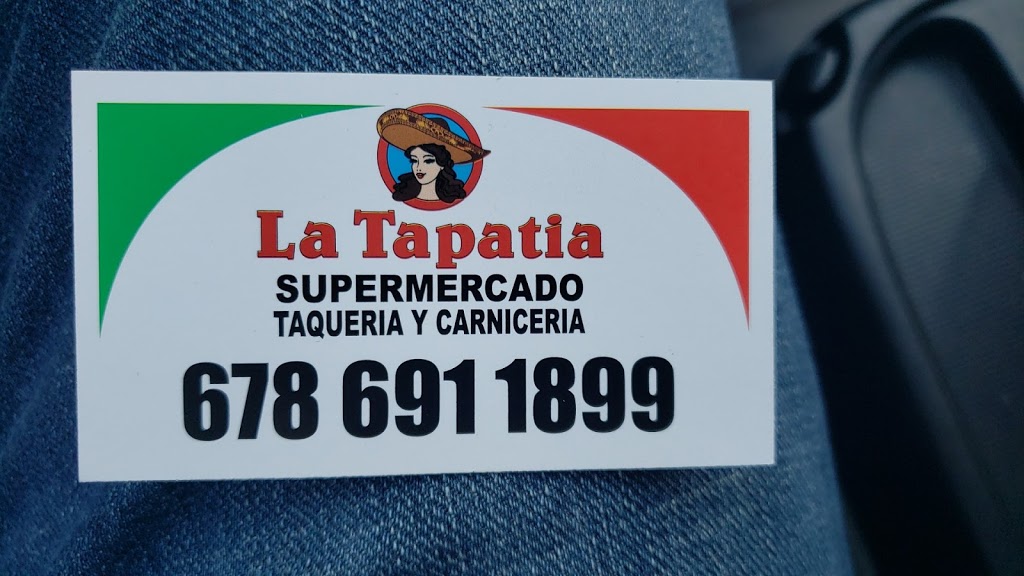 La Tapatia
SUPERMERCADO
TAQUERIA Y CARNICERIA
678 691 1899